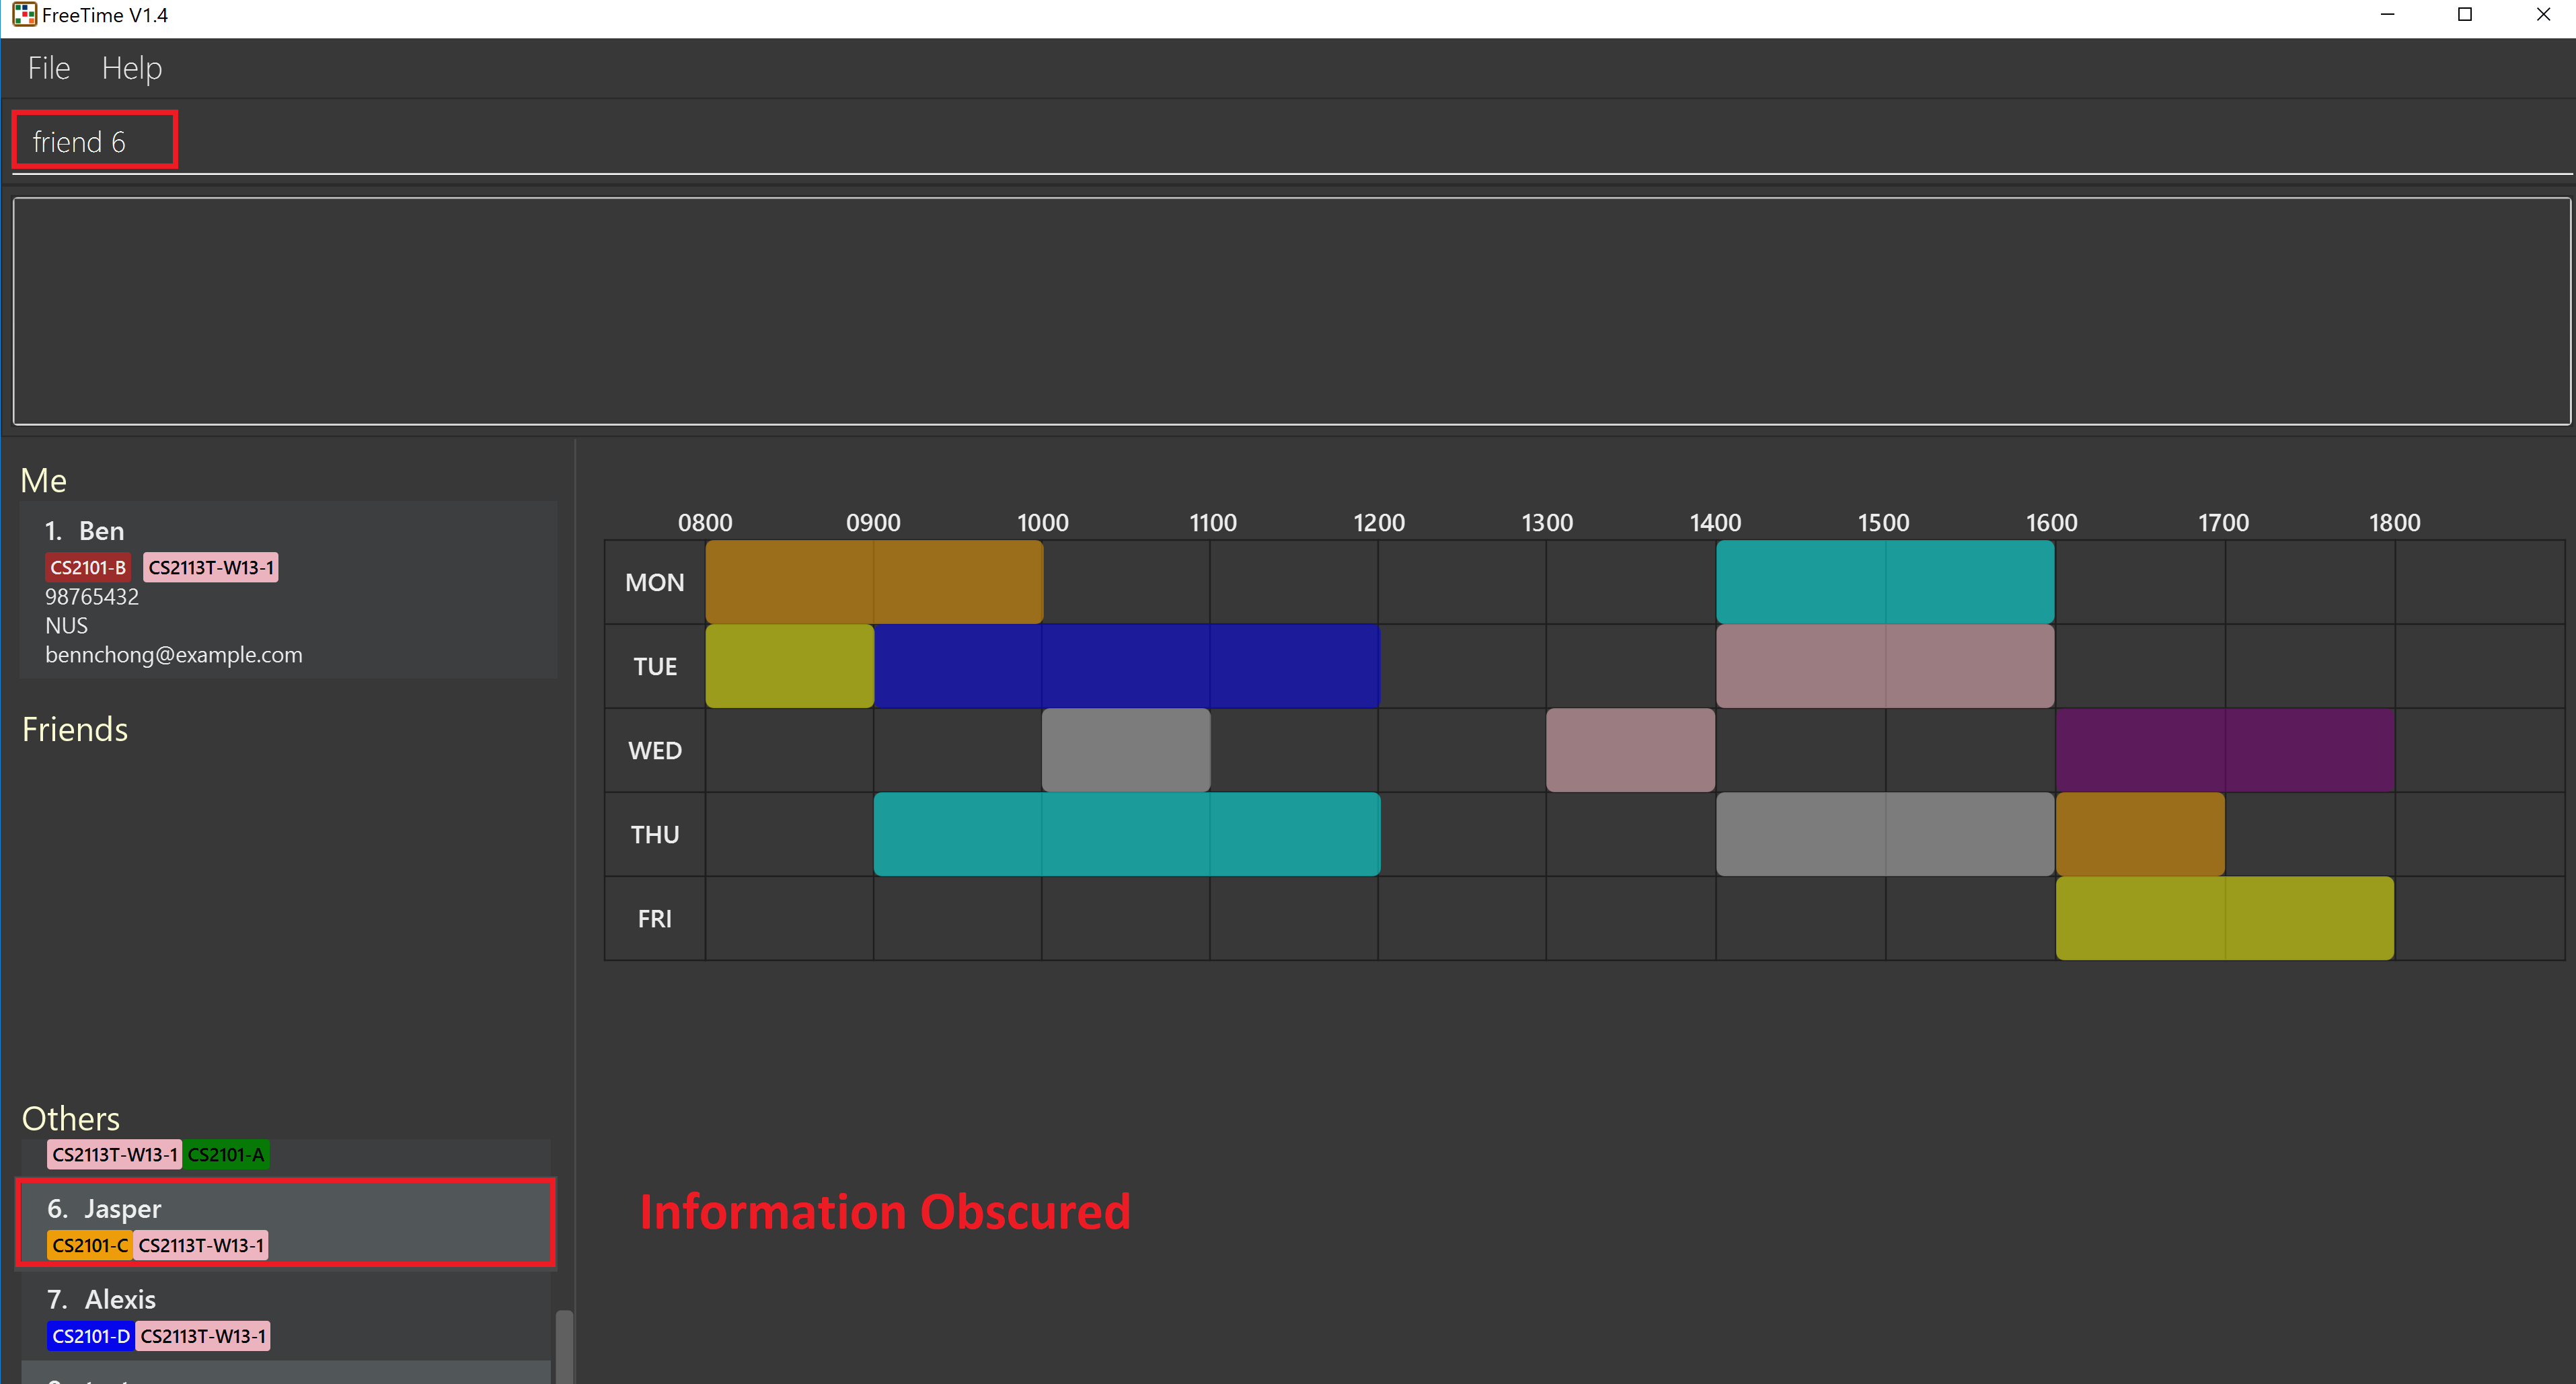 FreeTime V1.4
File Help
friend 6
Me
1. Ben
CS2101-B CS2113T-W13-1
98765432
NUS
bennchong@example.com
Friends
Others
CS2113T-W13-1 CS2101-A
6. Jasper
CS2101-C CS2113T-W13-1
7. Alexis
CS2101-D CS2113T-W13-1
0800 0900 1000 1100 1200 1300 1400 1500 1600 1700 1800
MON
TUE
WED
THU
FRI
Information Obscured